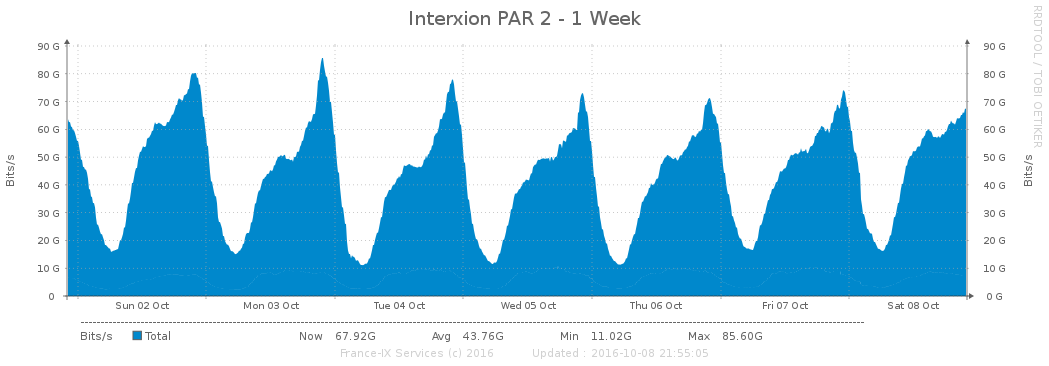 Interxion PAR 2 - 1 Week
RRDTOOL / TOBI OETIKER
90 G 90 G
80 G 80 G
70 G 70 G
60 G 60 G
50 G 50 G
40 G 40 G
30 G 30 G
20 G 20 G
10 G 10 G
0 0 G
Bits/s
Bits/s
Sun 02 Oct Mon 03 Oct Tue 04 Oct Wed 05 Oct Thu 06 Oct Fri 07 Oct Sat 08 Oct
Bits/s Total Now 67.92G Avg 43.76G Min 11.02G Max 85.60G
France-IX Services (c) 2016 Updated : 2016-10-08 21:55:05